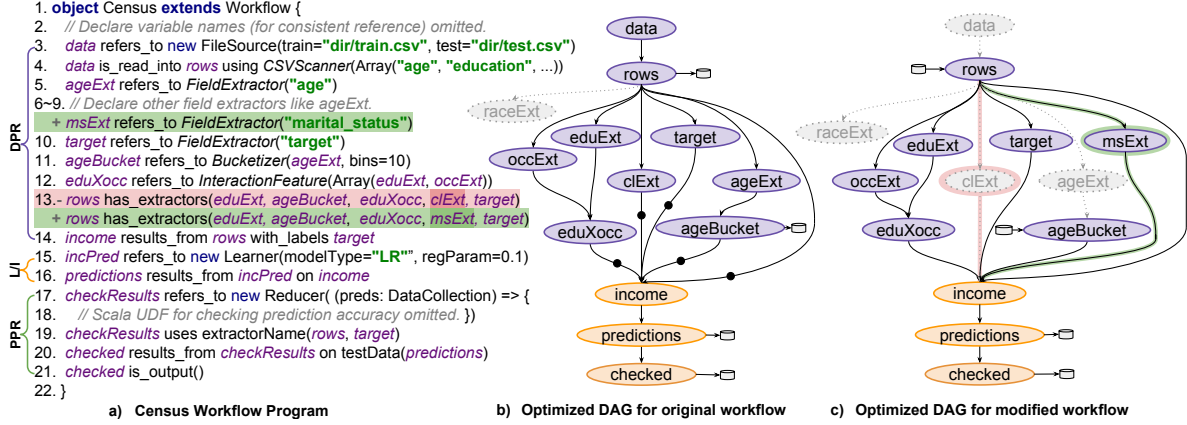 1. object Census extends Workflow {
2. // Declare variable names (for consistent reference) omitted.
3. data refers_to new FileSource(train="dir/train.csv", test="dir/test.csv")
4. data is_read_into rows using CSVScanner(Array("age", "education", ...))
5. ageExt refers_to FieldExtractor("age")
6~9. // Declare other field extractors like ageExt.
+ msExt refers_to FieldExtractor("marital_status")
10. target refers_to FieldExtractor("target")
11. ageBucket refers_to Bucketizer(ageExt, bins=10)
12. eduXocc refers_to InteractionFeature(Array(eduExt, occExt))
13.- rows has_extractors(eduExt, ageBucket, eduXocc, clExt, target)
+ rows has_extractors(eduExt, ageBucket, eduXocc, msExt, target)
14. income results_from rows with_labels target
15. incPred refers_to new Learner(modelType="LR"”, regParam=0.1)
16. predictions results_from incPred on income
17. checkResults refers_to new Reducer( (preds: DataCollection) => {
18. // Scala UDF for checking prediction accuracy omitted. })
19. checkResults uses extractorName(rows, target)
20. checked results_from checkResults on testData(predictions)
21. checked is_output()
22. }
DPR
L/I
PPR
a) Census Workflow Program
data
rows
raceExt
eduExt
target
occExt
clExt
ageExt
eduXocc
ageBucket
income
predictions
checked
b) Optimized DAG for original workflow
data
rows
raceExt
eduExt
target
msExt
occExt
clExt
ageExt
eduXocc
ageBucket
income
predictions
checked
c) Optimized DAG for modified workflow